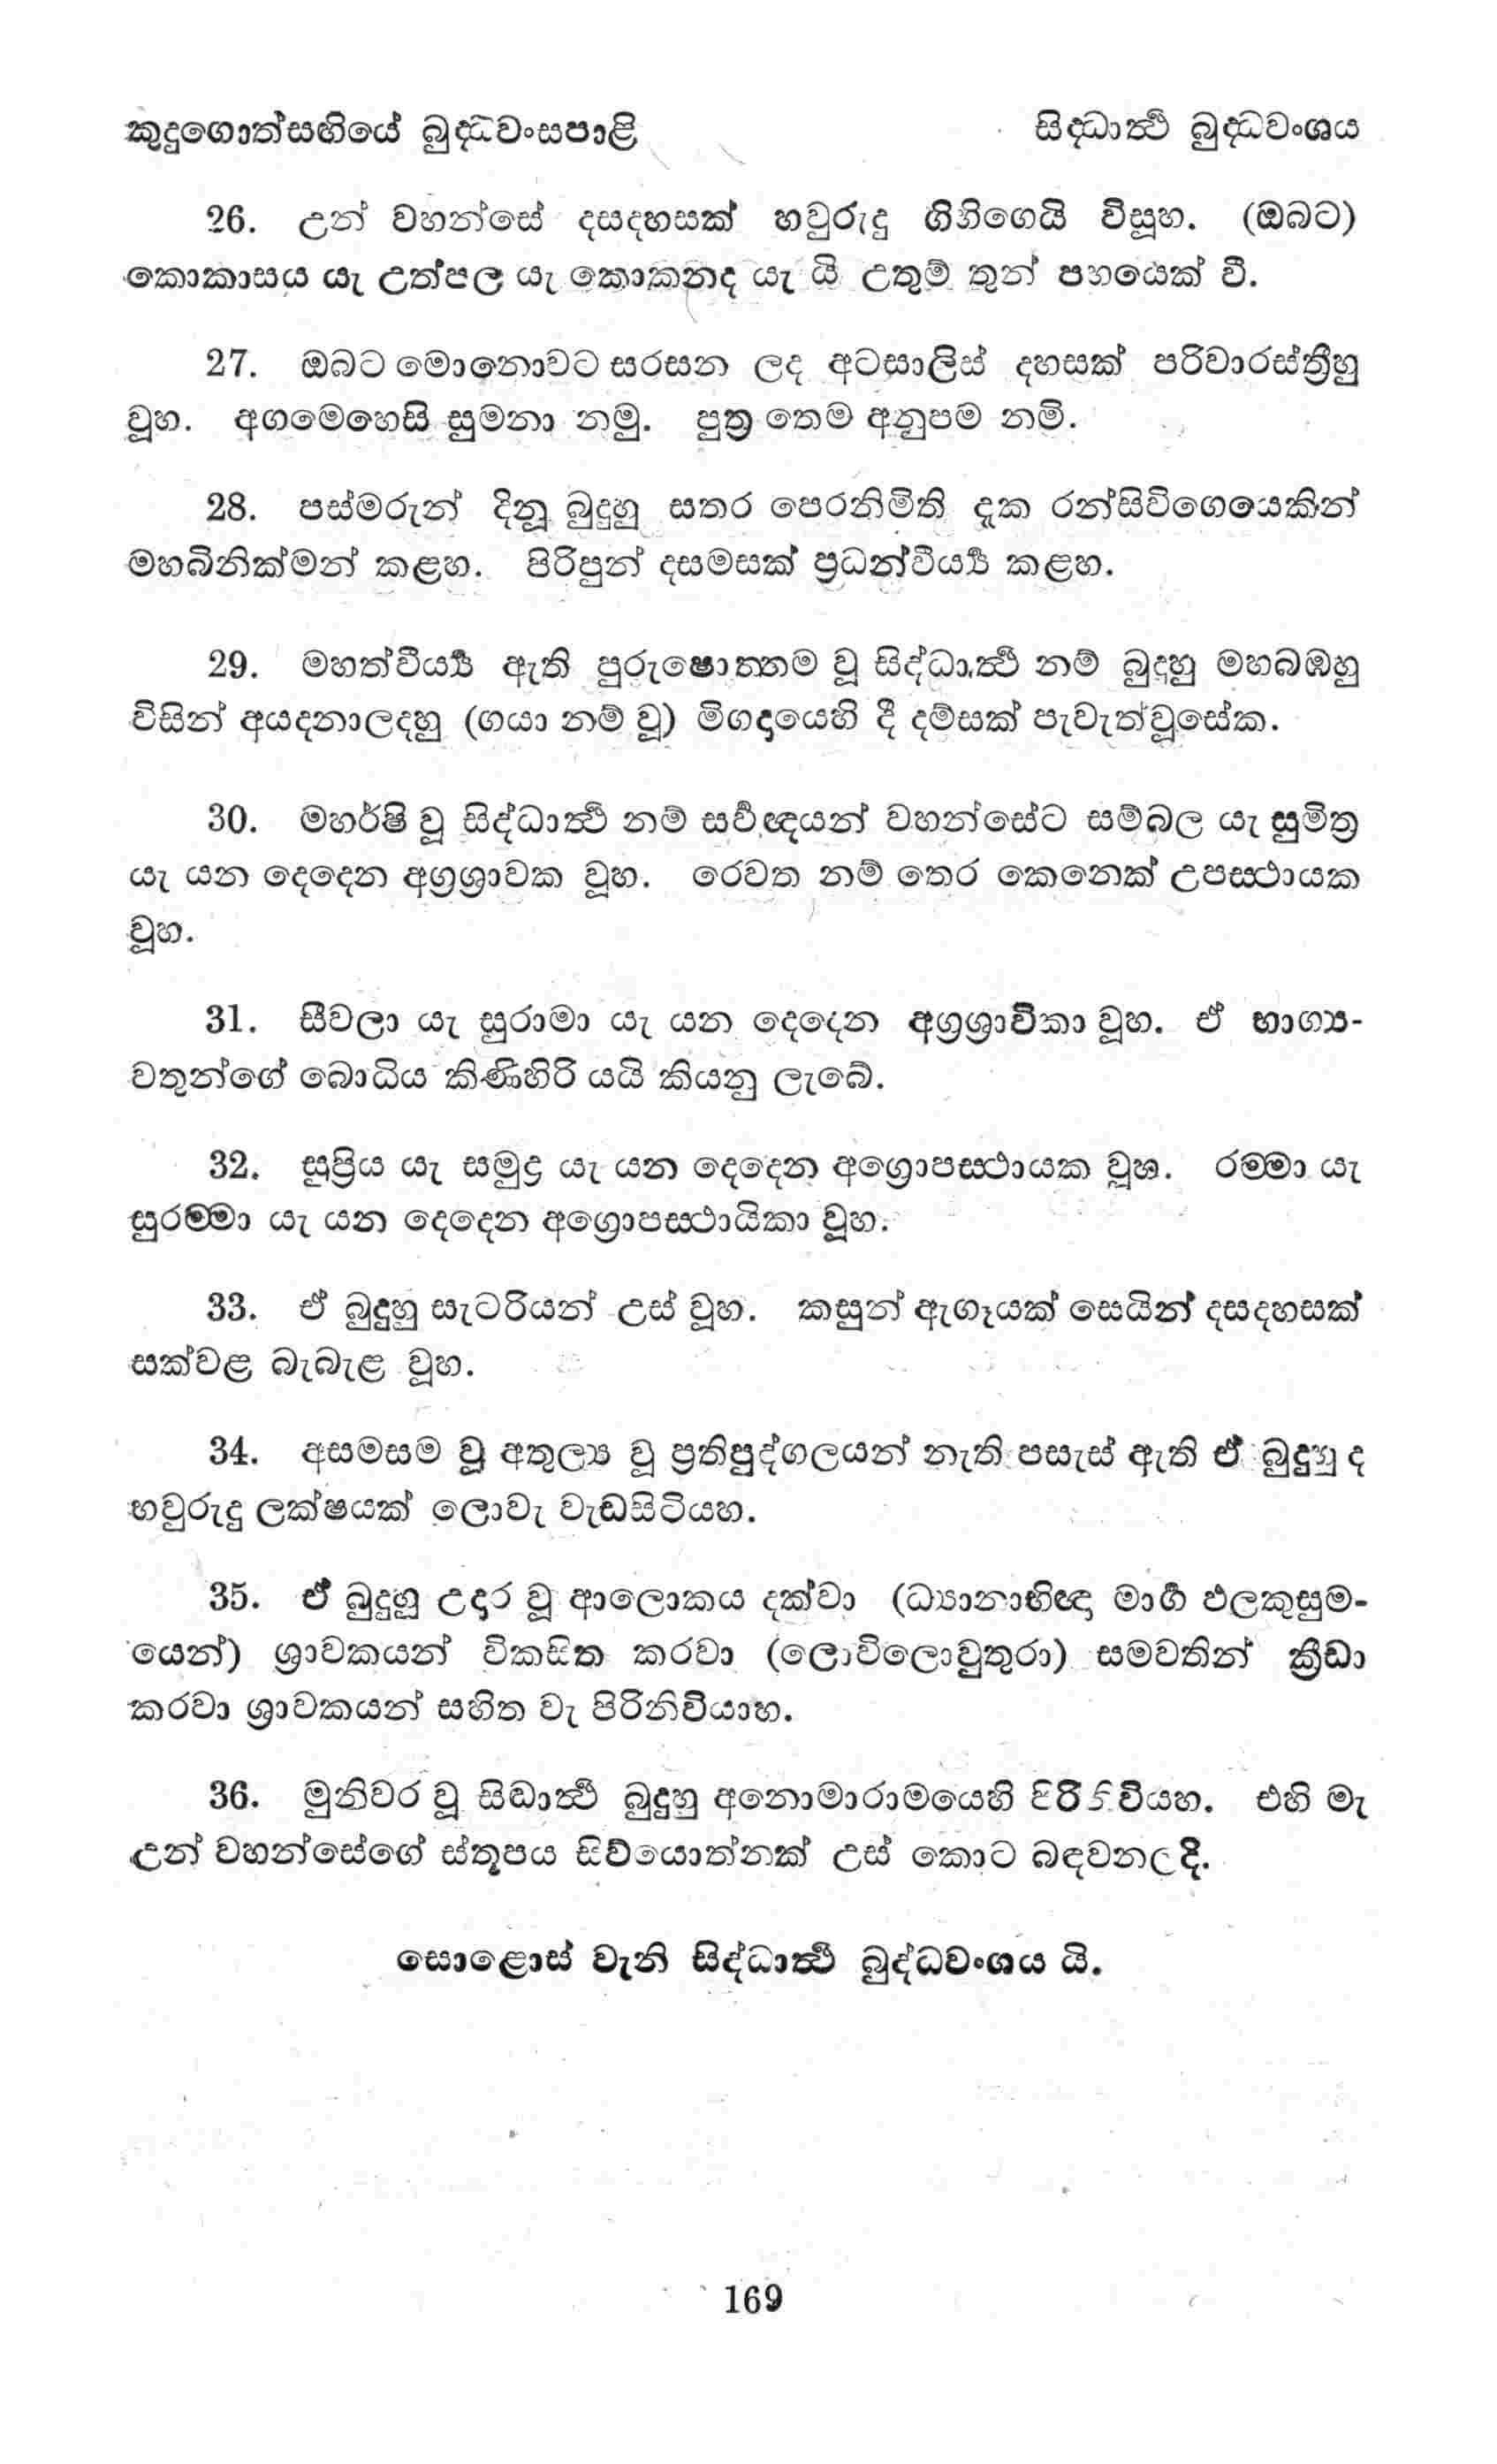 කුදුගොත්සඟියේ බුද්ධවංසපාළි
සිද්ධාර්ත්‍ථ බුද්ධවංශය
26. උන් වහන්සේ දසදහසක් හවුරුදු ගිහිගෙයි විසූහ. (ඔබට)
කොකාසය යැ උත්පල යැ කොකනද යැ යි උතුම් තුන් පහයෙක් වී.
27. ඔබට මොනොවට සරසන ලද අටසාලිස් දහසක් පරිවාරස්ත්‍රීහු
වූහ. අගමෙහෙසි සුමනා නමු. පුත්‍ර තෙම අනුපම නමි.
28. පස්මරුන් දිනූ බුදුහු සතර පෙරනිමිති දැක රන්සිවිගෙයෙකින්
මහබිනික්මන් කළහ. පිරිපුන් දසමසක් ප්‍රධන්වීර්‍ය්‍ය කළහ.
29. මහත්වීර්‍ය්‍ය ඇති පුරුෂොත්තම වූ සිද්ධාර්ත්‍ථ නම් බුදුහු මහබඹහු
විසින් අයදනාලදහු (ගයා නම් වූ) මිගදායෙහි දී දම්සක් පැවැත්වූසේක.
30. මහර්ෂි වූ සිද්ධාර්ත්‍ථ නම් සර්‍වඥයන් වහන්සේට සම්බල යැ සුමිත්‍ර
යැ යන දෙදෙන අග්‍රශ්‍රාවක වූහ. රෙවත නම් තෙර කෙනෙක් උපස්ථායක
වූහ.
31. සීවලා යැ සුරාමා යැ යන දෙදෙන අග්‍රශ්‍රාවිකා වූහ. ඒ භාග්‍ය-
වතුන්ගේ බොධිය කිණිහිරි යයි කියනු ලැබේ.
32. සුප්‍රිය යැ සමුද්‍ර යැ යන දෙදෙන අග්‍රොපස්ථායක වූහ. රම්මා යැ
සුරම්මා යැ යන දෙදෙන අග්‍රොපස්ථායිකා වූහ.
33. ඒ බුදුහු සැටරියන් උස් වූහ. කසුන් ඇගෑයක් සෙයින් දසදහසක්
සක්වළ බැබැළ වූහ.
34. අසමසම වූ අතුල්‍ය වූ ප්‍රතිපුද්ගලයන් නැති පසැස් ඇති ඒ බුදුහු ද
හවුරුදු ලක්ෂයක් ලොවැ වැඩසිටියහ.
35. ඒ බුදුහු උදාර වූ ආලොකය දක්වා (ධ්‍යානාභිඥා මාර්‍ග ඵලකුසුම-
යෙන්) ශ්‍රාවකයන් විකසිත කරවා (ලොවිලොවුතුරා) සමවතින් ක්‍රීඩා
කරවා ශ්‍රාවකයන් සහිත වැ පිරිනිවියාහ.
36. මුනිවර වූ සිඬාර්ත්‍ථ බුදුහු අනොමාරාමයෙහි පිරිනිවියහ. එහි මැ
උන් වහන්සේගේ ස්තූපය සිව්යොත්නක් උස් කොට බඳවනලදි.
සොළොස් වැනි සිද්ධාර්ත්‍ථ බුද්ධවංශය යි.
169